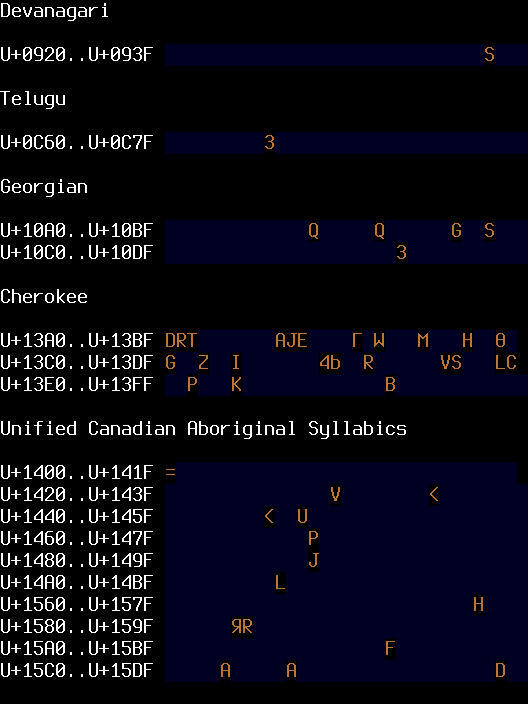 Devanagari
U+0920..U+093F S
U+0C60..U+0C7F 3
Telugu
Georgian
U+10A0..U+10BF Q Q G S
U+10C0..U+10DF 3
Cherokee
U+13A0..U+13BF DRT AJE Γ W M H θ
U+13C0..U+13DF G Z I 4b R VS LC
U+13E0..U+13FF P K B
Unified Canadian Aboriginal Syllabics
U+1400..U+141F =
U+1420..U+143F V <
U+1440..U+145F < U
U+1460..U+147F P
U+1480..U+149F J
U+14A0..U+14BF L
U+1560..U+157F H
U+1580..U+159F ЯR
U+15A0..U+15BF F
U+15C0..U+15DF A A D